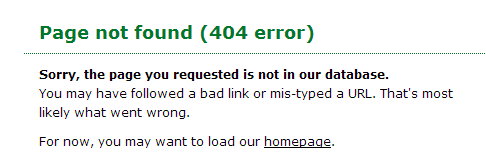 Page not found (404 error)
Sorry, the page you requested is not in our database.
You may have followed a bad link or mis-typed a URL. That's most
likely what went wrong.
For now, you may want to load our homepage.